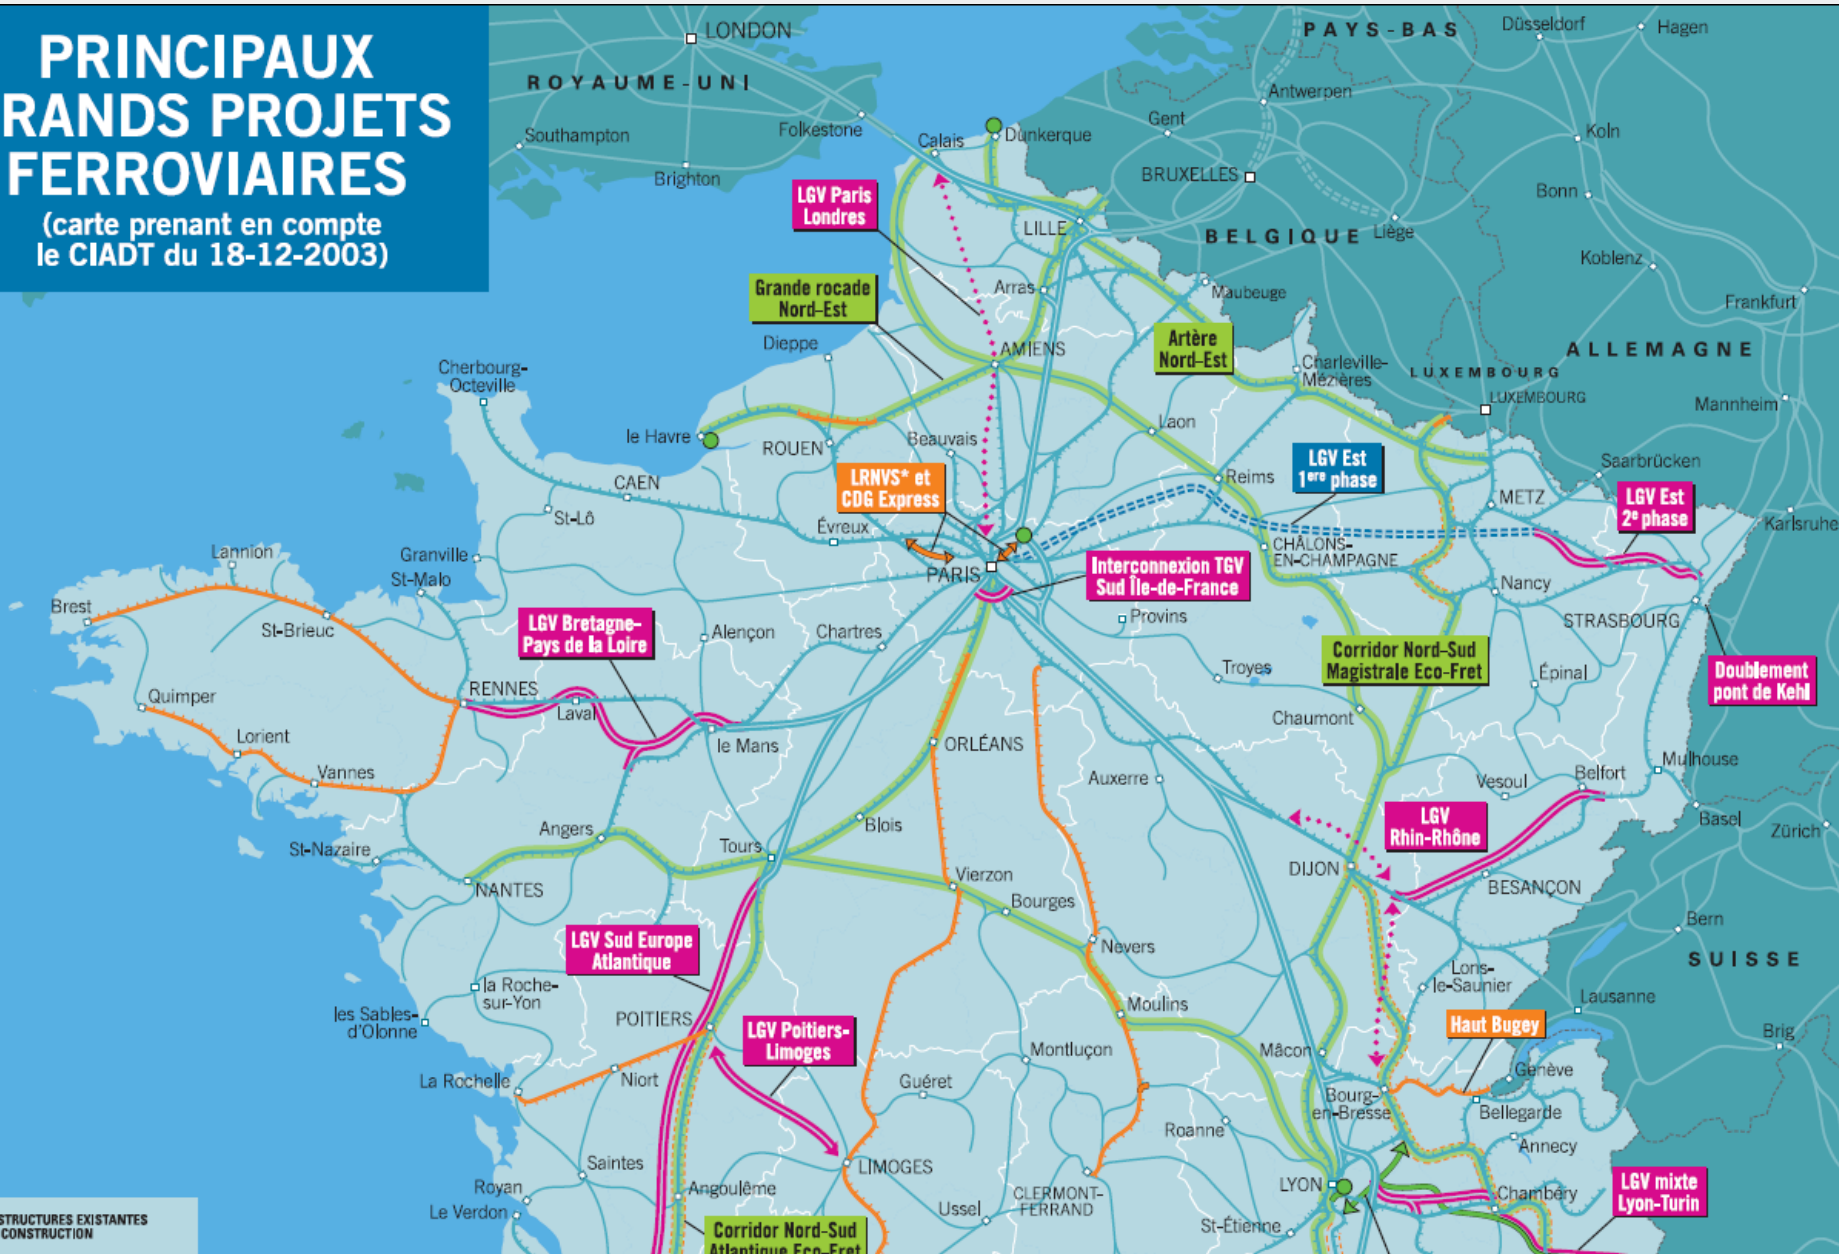 PRINCIPAUX
RANDS PROJETS
FERROVIAIRES
(carte prenant en compte
le CIADT du 18-12-2003)
LONDON
ROYAUME-UNI
PAYS-BAS
Düsseldorf
Hagen
Antwerpen
Gent
Folkestone
Southampton
Brighton
Calais
Dunkerque
Koln
BRUXELLES
Bonn
LGV Paris
Londres
LILLE
BELGIQUE
Liège
Koblenz
Grande rocade
Nord-Est
Arras
Maubeuge
Frankfurt
Dieppe
AMIENS
Artère
Nord-Est
ALLEMAGNE
Cherbourg-
Octeville
Charleville-
Mézières
LUXEMBOURG
LUXEMBOURG
Mannheim
le Havre
ROUEN
Beauvais
Laon
LRNVS* et
CDG Express
Reims
LGV Est
1ere phase
Saarbrücken
CAEN
METZ
LGV Est
2e phase
St-Lô
Évreux
Karlsruhe
Lannion
Granville
CHÂLONS-
EN-CHAMPAGNE
St-Malo
PARIS
Interconnexion TGV
Sud Île-de-France
Nancy
Brest
St-Brieuc
LGV Bretagne-
Pays de la Loire
Alençon
Chartres
Provins
STRASBOURG
Corridor Nord-Sud
Magistrale Eco-Fret
Troyes
Épinal
Doublement
pont de Kehl
Quimper
RENNES
Laval
Chaumont
Lorient
le Mans
ORLÉANS
Vannes
Auxerre
Vesoul
Belfort
Mulhouse
Angers
Blois
LGV
Rhin-Rhône
Basel
Zürich
St-Nazaire
Tours
DIJON
NANTES
Vierzon
BESANÇON
Bourges
Bern
LGV Sud Europe
Atlantique
Nevers
SUISSE
la Roche-
sur-Yon
Lons-
le-Saunier
les Sables-
d'Olonne
POITIERS
LGV Poitiers-
Limoges
Moulins
Haut Bugey
Lausanne
Brig
La Rochelle
Niort
Guéret
Montluçon
Mâcon
Genève
Bourg-
en-Bresse
Bellegarde
Roanne
Annecy
Saintes
LIMOGES
Royan
Angoulême
CLERMONT-
FERRAND
LYON
Chambéry
LGV mixte
Lyon-Turin
Le Verdon
Ussel
St-Étienne
STRUCTURES EXISTANTES
CONSTRUCTION
Corridor Nord-Sud
Atlantique Eco-Fret